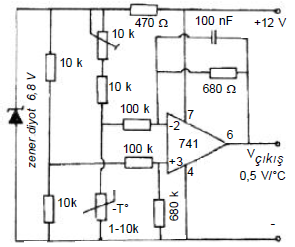 470 Ω
100 nF
+12 V
10 k
10 k
10 k
680 Ω
zener diyot 6,8 V
100 k
7
-2
741
6
100 k
+3
4
Vçıkış
0,5 V/°C
10k
-T°
1-10k
680 k
-